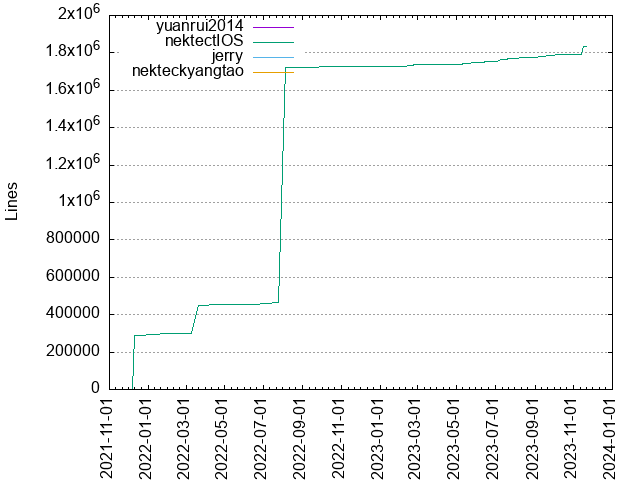 yuanrui2014
nektectIOS
jerry
nekteckyangtao
Lines
2x10^6
1.8x10^6
1.6x10^6
1.4x10^6
1.2x10^6
1x10^6
800000
600000
400000
200000
0
2021-11-01
2022-01-01
2022-03-01
2022-05-01
2022-07-01
2022-09-01
2022-11-01
2023-01-01
2023-03-01
2023-05-01
2023-07-01
2023-09-01
2023-11-01
2024-01-01